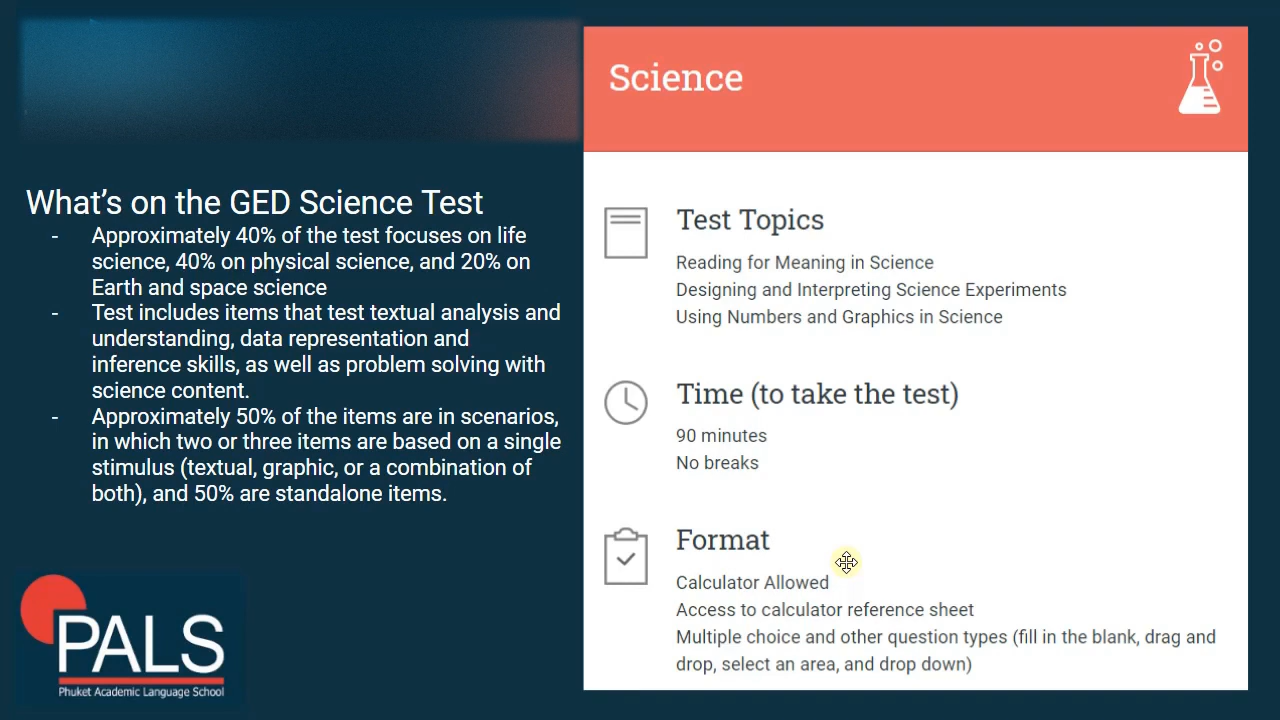 What's on the GED Science Test
- Approximately 40% of the test focuses on life
science, 40% on physical science, and 20% on
Earth and space science
- Test includes items that test textual analysis and
understanding, data representation and
inference skills, as well as problem solving with
science content.
- Approximately 50% of the items are in scenarios,
in which two or three items are based on a single
stimulus (textual, graphic, or a combination of
both), and 50% are standalone items.
PALS
Phuket Academic Language School
Science
Test Topics
Reading for Meaning in Science
Designing and Interpreting Science Experiments
Using Numbers and Graphics in Science
Time (to take the test)
90 minutes
No breaks
Format
Calculator Allowed
Access to calculator reference sheet
Multiple choice and other question types (fill in the blank, drag and
drop, select an area, and drop down)